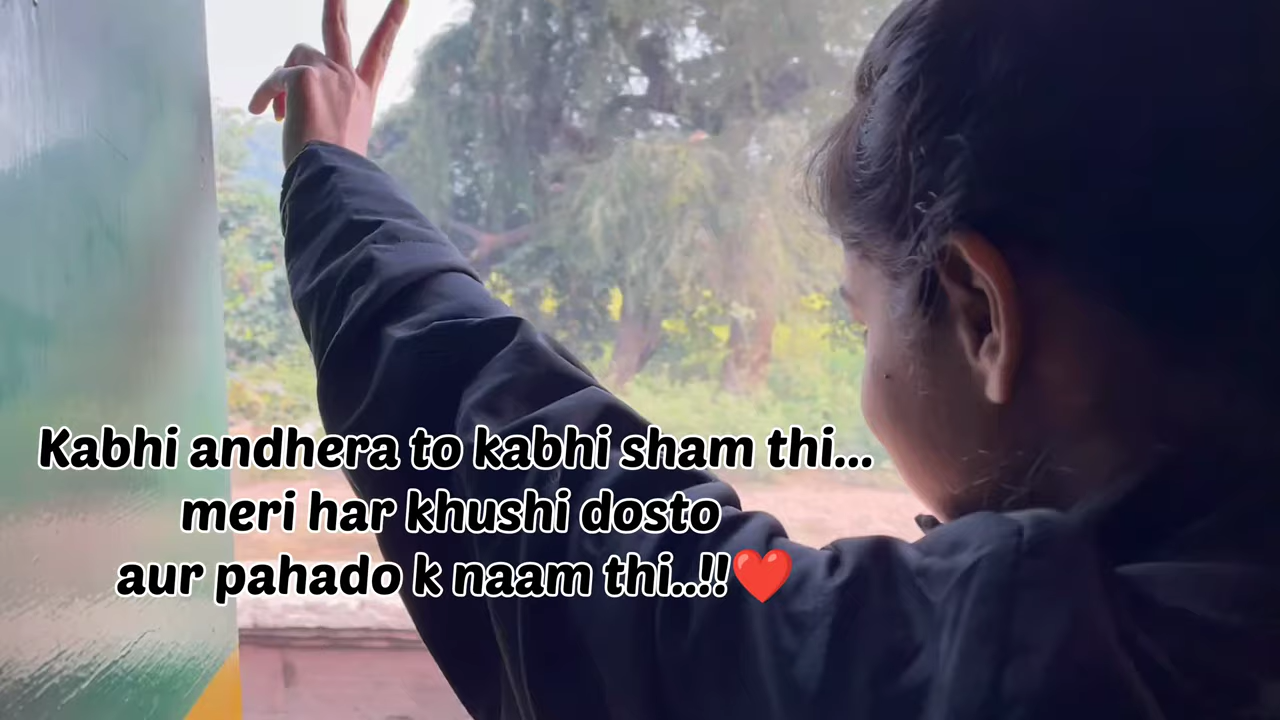 Kabhi andhera to kabhi sham thi...
meri har khushi dosto
aur pahado k naam thi..!!❤️